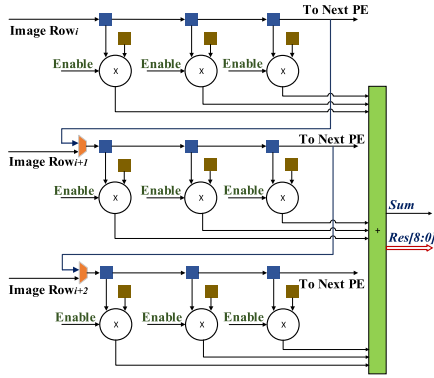 To Next PE
Image Rowi
Enable Enable Enable
x x x
To Next PE
Image Rowi+1
Enable Enable Enable
x x x
Sum
+
Res[8:0]
To Next PE
Image Rowi+2
Enable Enable Enable
x x x